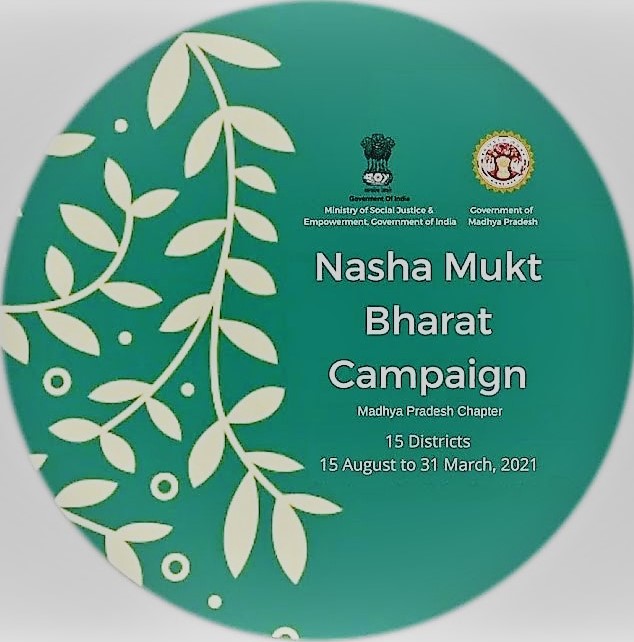 Goverment Of India
Ministry of Social Justice &
Empowerment, Government of India
Government of
Madhya Pradesh
Nasha Mukt
Bharat
Campaign
Madhya Pradesh Chapter
15 Districts
15 August to 31 March, 2021